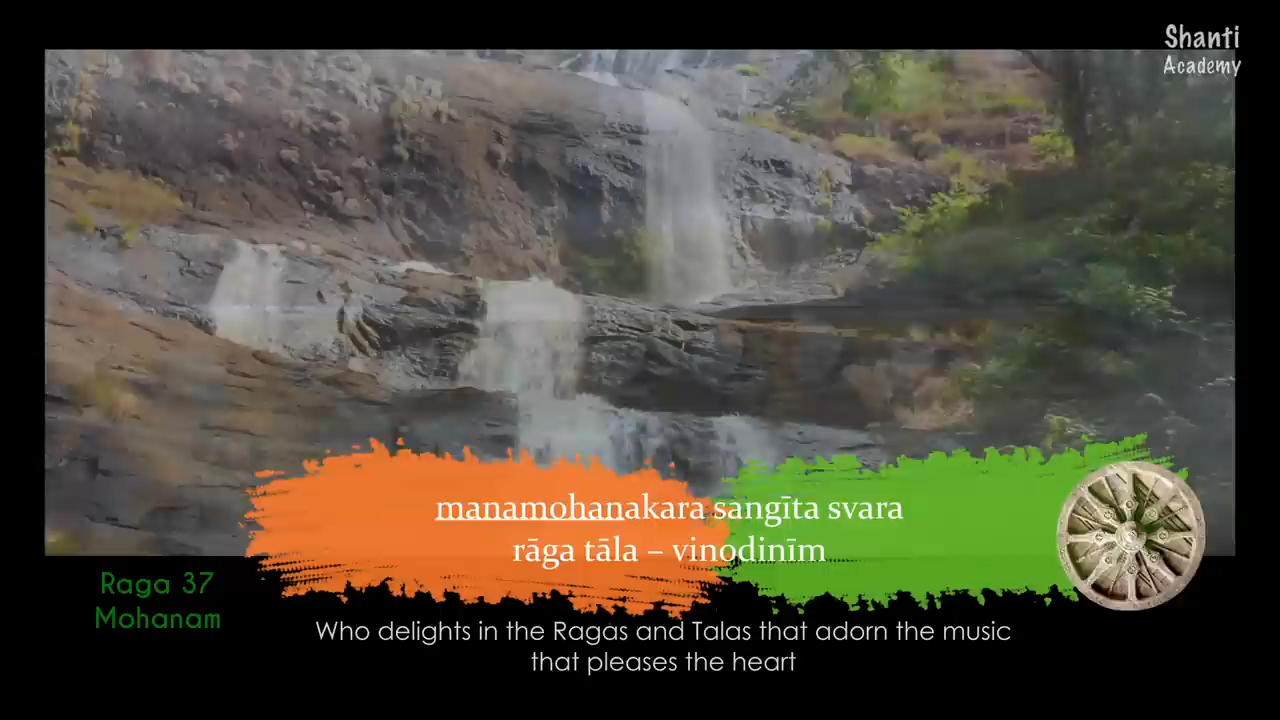 Shanti
Academy
manamohanakara sangīta svara
rāga tāla – vinodinīm
Raga 37
Mohanam
Who delights in the Ragas and Talas that adorn the music
that pleases the heart